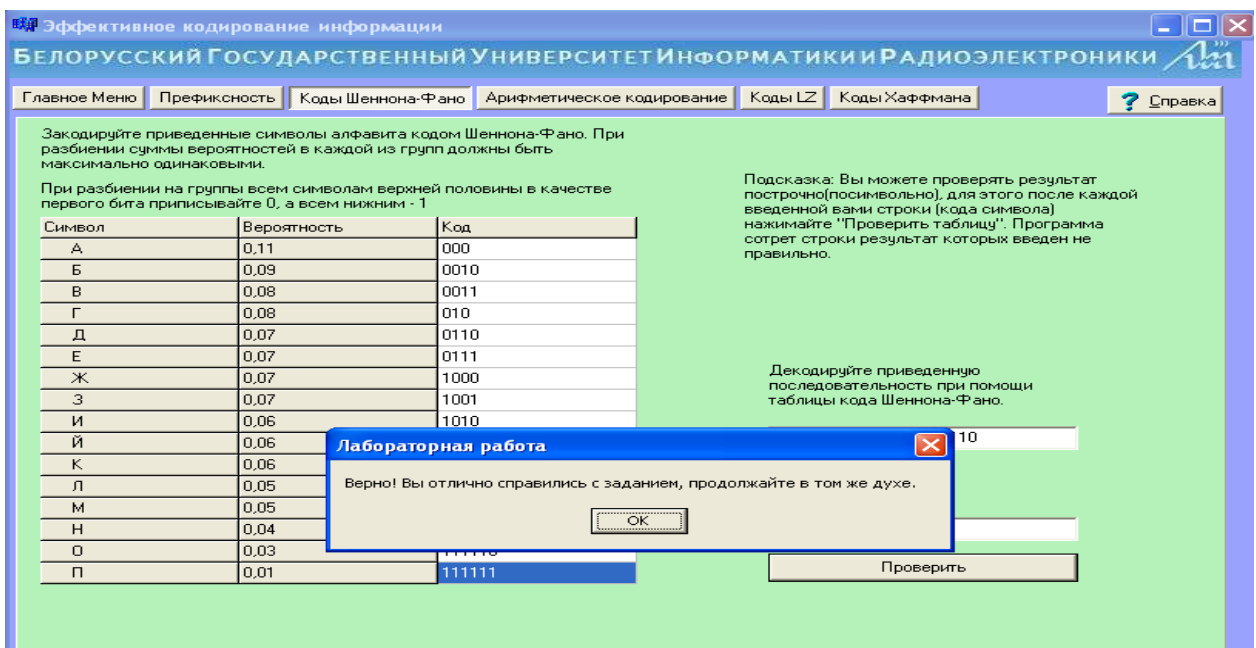 Эффективное кодирование информации
БЕЛОРУССКИЙ ГОСУДАРСТВЕННЫЙ УНИВЕРСИТЕТ ИНФОРМАТИКИ И РАДИОЭЛЕКТРОНИКИ
Главное Меню Префиксность Коды Шеннона-Фано Арифметическое кодирование Коды LZ Коды Хаффмана ? Справка
Закодируйте приведенные символы алфавита кодом Шеннона-Фано. При
разбиении суммы вероятностей в каждой из групп должны быть
максимально одинаковыми.
При разбиении на группы всем символам верхней половины в качестве
первого бита приписывайте 0, а всем нижним - 1
Символ Вероятность Код
А 0,11 000
Б 0,09 0010
В 0,08 0011
Г 0,08 010
Д 0,07 0110
Е 0,07 0111
Ж 0,07 1000
З 0,07 1001
И 0,06 1010
Й 0,06
К 0,06
Л 0,05
М 0,05
Н 0,04
О 0,03 111110
П 0,01 111111
Подсказка: Вы можете проверять результат
построчно(посимвольно), для этого после каждой
введенной вами строки (кода символа)
нажимайте "Проверить таблицу". Программа
сотрет строки результат которых введен не
правильно.
Декодируйте приведенную
последовательность при помощи
таблицы кода Шеннона-Фано.
10
Лабораторная работа
Верно! Вы отлично справились с заданием, продолжайте в том же духе.
OK
Проверить